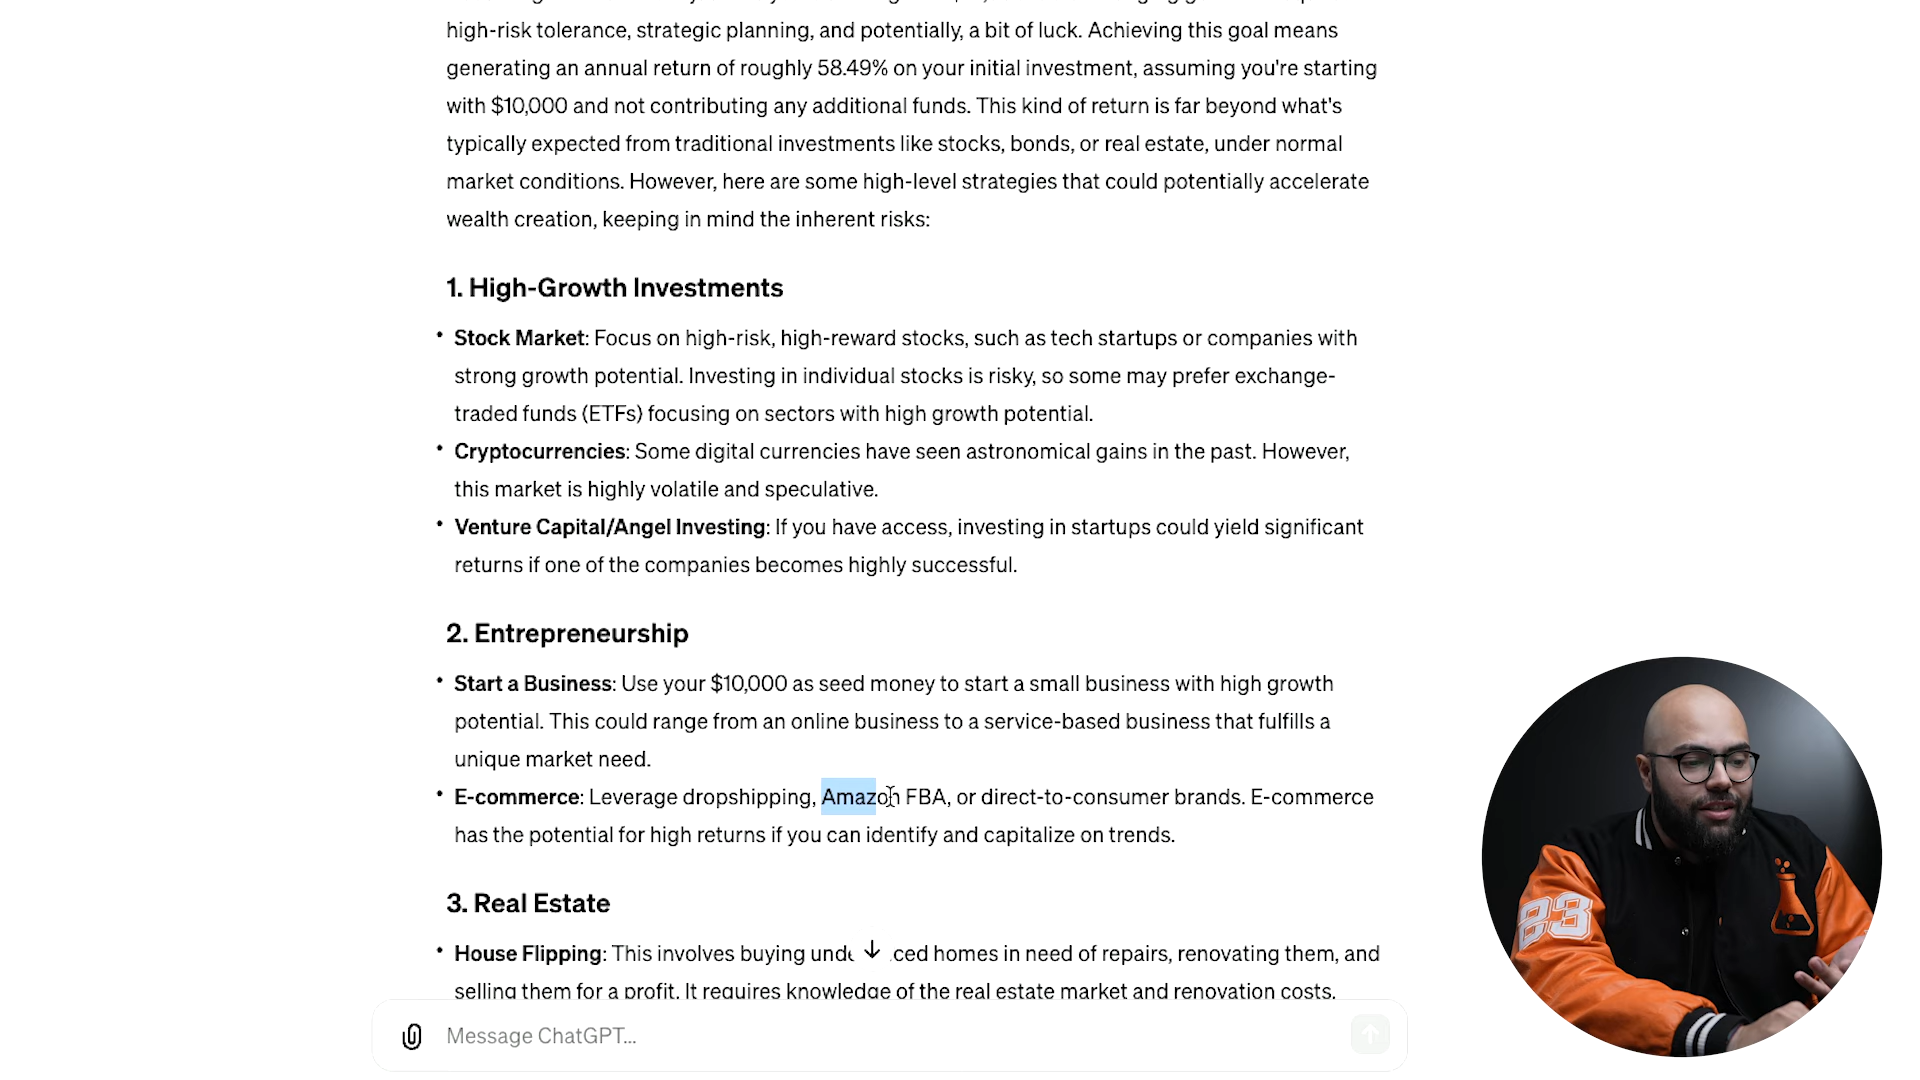 high-risk tolerance, strategic planning, and potentially, a bit of luck. Achieving this goal means
generating an annual return of roughly 58.49% on your initial investment, assuming you're starting
with $10,000 and not contributing any additional funds. This kind of return is far beyond what's
typically expected from traditional investments like stocks, bonds, or real estate, under normal
market conditions. However, here are some high-level strategies that could potentially accelerate
wealth creation, keeping in mind the inherent risks:
1. High-Growth Investments
• Stock Market: Focus on high-risk, high-reward stocks, such as tech startups or companies with
strong growth potential. Investing in individual stocks is risky, so some may prefer exchange-
traded funds (ETFs) focusing on sectors with high growth potential.
• Cryptocurrencies: Some digital currencies have seen astronomical gains in the past. However,
this market is highly volatile and speculative.
• Venture Capital/Angel Investing: If you have access, investing in startups could yield significant
returns if one of the companies becomes highly successful.
2. Entrepreneurship
• Start a Business: Use your $10,000 as seed money to start a small business with high growth
potential. This could range from an online business to a service-based business that fulfills a
unique market need.
• E-commerce: Leverage dropshipping, Amazon FBA, or direct-to-consumer brands. E-commerce
has the potential for high returns if you can identify and capitalize on trends.
3. Real Estate
• House Flipping: This involves buying und ced homes in need of repairs, renovating them, and
selling them for a profit. It requires knowledge of the real estate market and renovation costs.
Message ChatGPT...
23